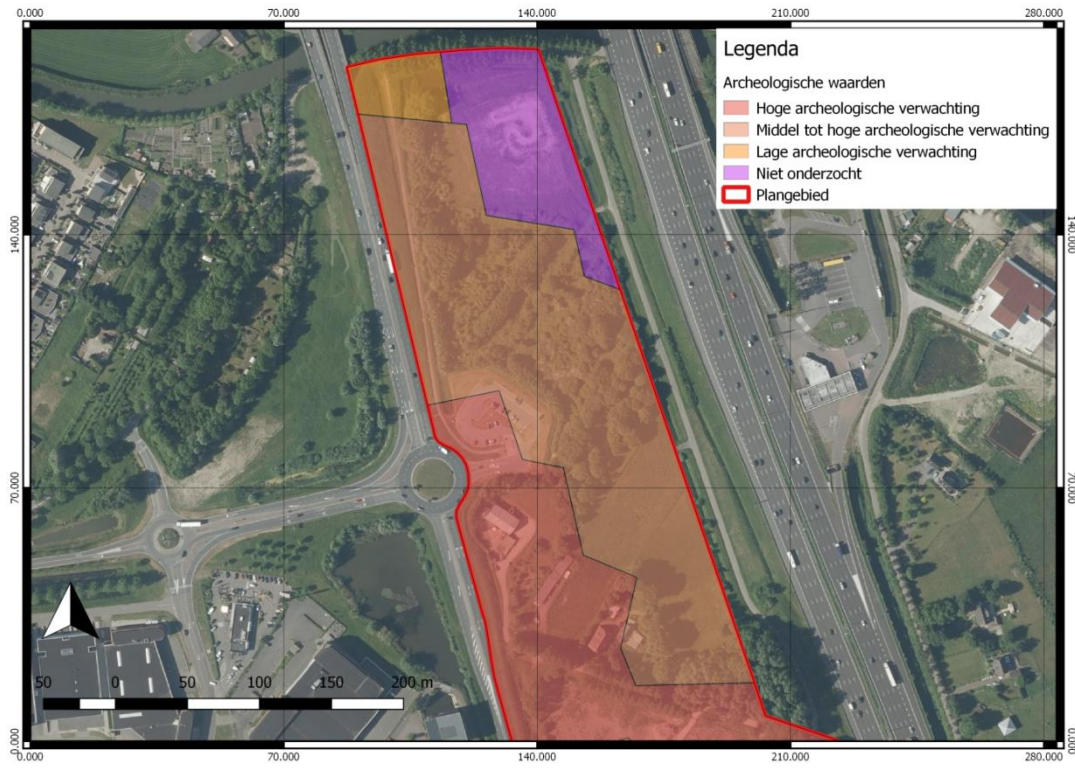 0.000 70.000 140.000 210.000 280.000
Legenda
Archeologische waarden
Hoge archeologische verwachting
Middel tot hoge archeologische verwachting
Lage archeologische verwachting
Niet onderzocht
Plangebied
140.000 140.000
70.000 70.000
50 0 50 100 150 200 m
0.000 0.000
0.000 70.000 140.000 210.000 280.000